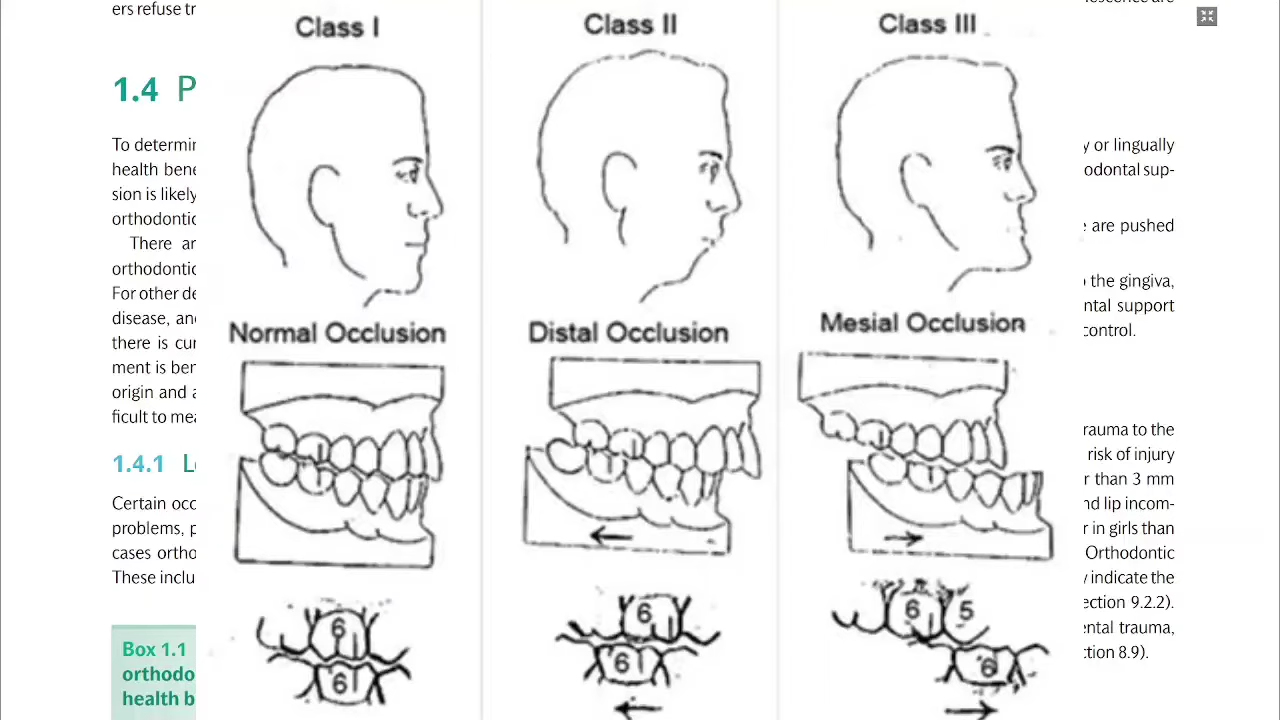 ers refuse tr
1.4 P
To determin
health bene
sion is likely
orthodontic
There ar
orthodontic
For other de
disease, an
there is cur
ment is ben
origin and a
ficult to mea
1.4.1
Certain occ
problems, p
cases ortho
These inclu
Box 1.1
orthodo
health b
Class I
Class II
Class III
Normal Occlusion
Distal Occlusion
Mesial Occlusion
6
6
6
6
6 5
6
y or lingually
odontal sup-
are pushed
the gingiva,
ntal support
control.
rauma to the
risk of injury
r than 3 mm
nd lip incom-
r in girls than
Orthodontic
y indicate the
ection 9.2.2).
ental trauma,
ction 8.9).